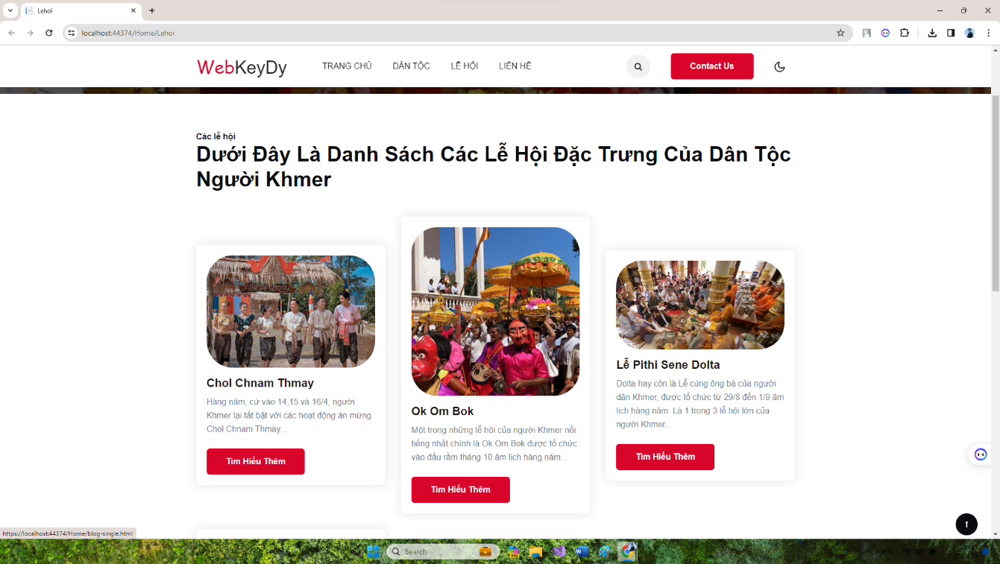 Lehoi
localhost:44374/Home/Lehoi
WebKeyDy
TRANG CHỦ
DÂN TỘC
LỄ HỘI
LIÊN HỆ
Contact Us
Các lễ hội
Dưới Đây Là Danh Sách Các Lễ Hội Đặc Trưng Của Dân Tộc
Người Khmer
Chol Chnam Thmay
Hàng năm, cứ vào 14,15 và 16/4, người
Khmer lại tất bật với các hoạt động ăn mừng
Chol Chnam Thmay...
Tìm Hiểu Thêm
Ok Om Bok
Một trong những lễ hội của người Khmer nổi
tiếng nhất chính là Ok Om Bok được tổ chức
vào đầu rằm tháng 10 âm lịch hàng năm...
Tìm Hiểu Thêm
Lễ Pithi Sene Dolta
Dolta hay còn là Lễ cúng ông bà của người
dân Khmer, được tổ chức từ 29/8 đến 1/9 âm
lịch hàng năm. Là 1 trong 3 lễ hội lớn của
người Khmer...
Tìm Hiểu Thêm
https://localhost:44374/Home/blog-single.html
Search
ENG